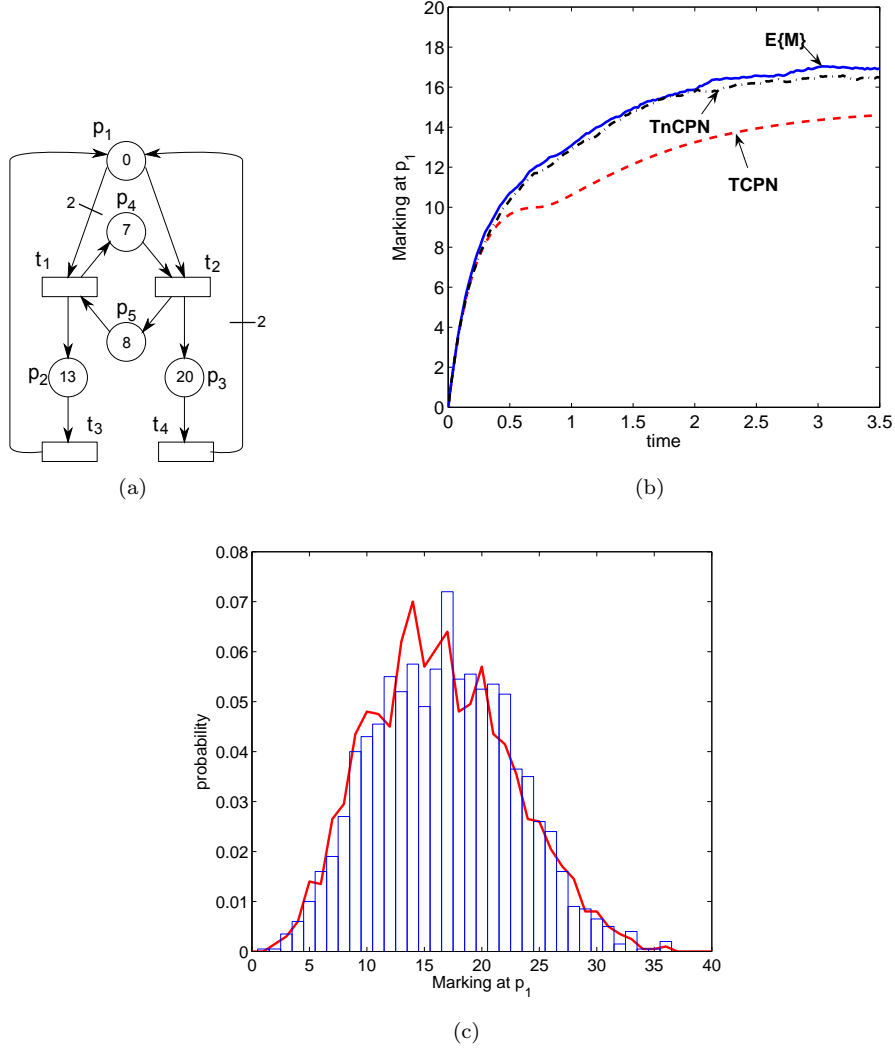 p1
0
2
p4
7
t1
t2
p5
8
2
p2
13
20
p3
t3
t4
(a)
20
18
16
14
12
10
8
6
4
2
0
Marking at p1
E{M}
TnCPN
TCPN
0
0.5
1
1.5
2
2.5
3
3.5
time
(b)
0.08
0.07
0.06
0.05
0.04
0.03
0.02
0.01
0
probability
0
5
10
15
20
25
30
35
40
Marking at p1
(c)